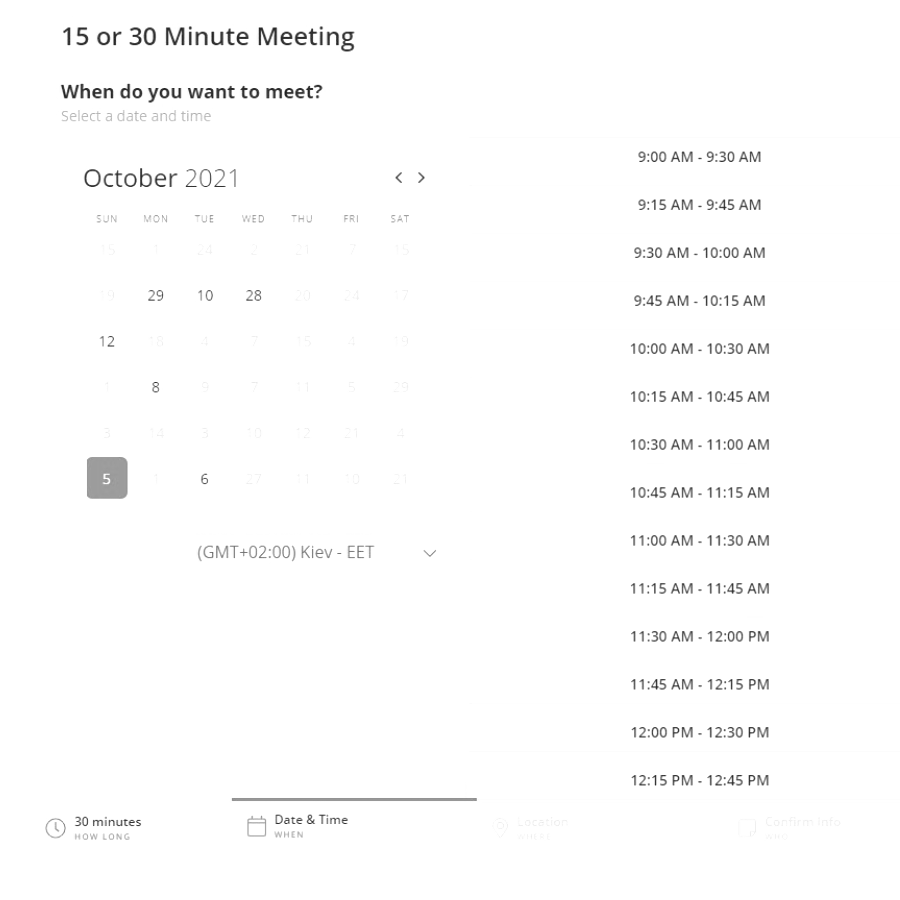 15 or 30 Minute Meeting
When do you want to meet?
Select a date and time
October 2021
SUN MON TUE WED THU FRI SAT
15 1 24 2 21 7 15
19 29 10 28 20 24 17
12 18 4 7 15 4 19
1 8 9 7 11 5 29
3 14 3 10 12 21 4
5 1 6 27 11 10 21
(GMT+02:00) Kiev - EET
9:00 AM - 9:30 AM
9:15 AM - 9:45 AM
9:30 AM - 10:00 AM
9:45 AM - 10:15 AM
10:00 AM - 10:30 AM
10:15 AM - 10:45 AM
10:30 AM - 11:00 AM
10:45 AM - 11:15 AM
11:00 AM - 11:30 AM
11:15 AM - 11:45 AM
11:30 AM - 12:00 PM
11:45 AM - 12:15 PM
12:00 PM - 12:30 PM
12:15 PM - 12:45 PM
30 minutes
HOW LONG
Date & Time
WHEN
Location
WHERE
Confirm Info
WHO